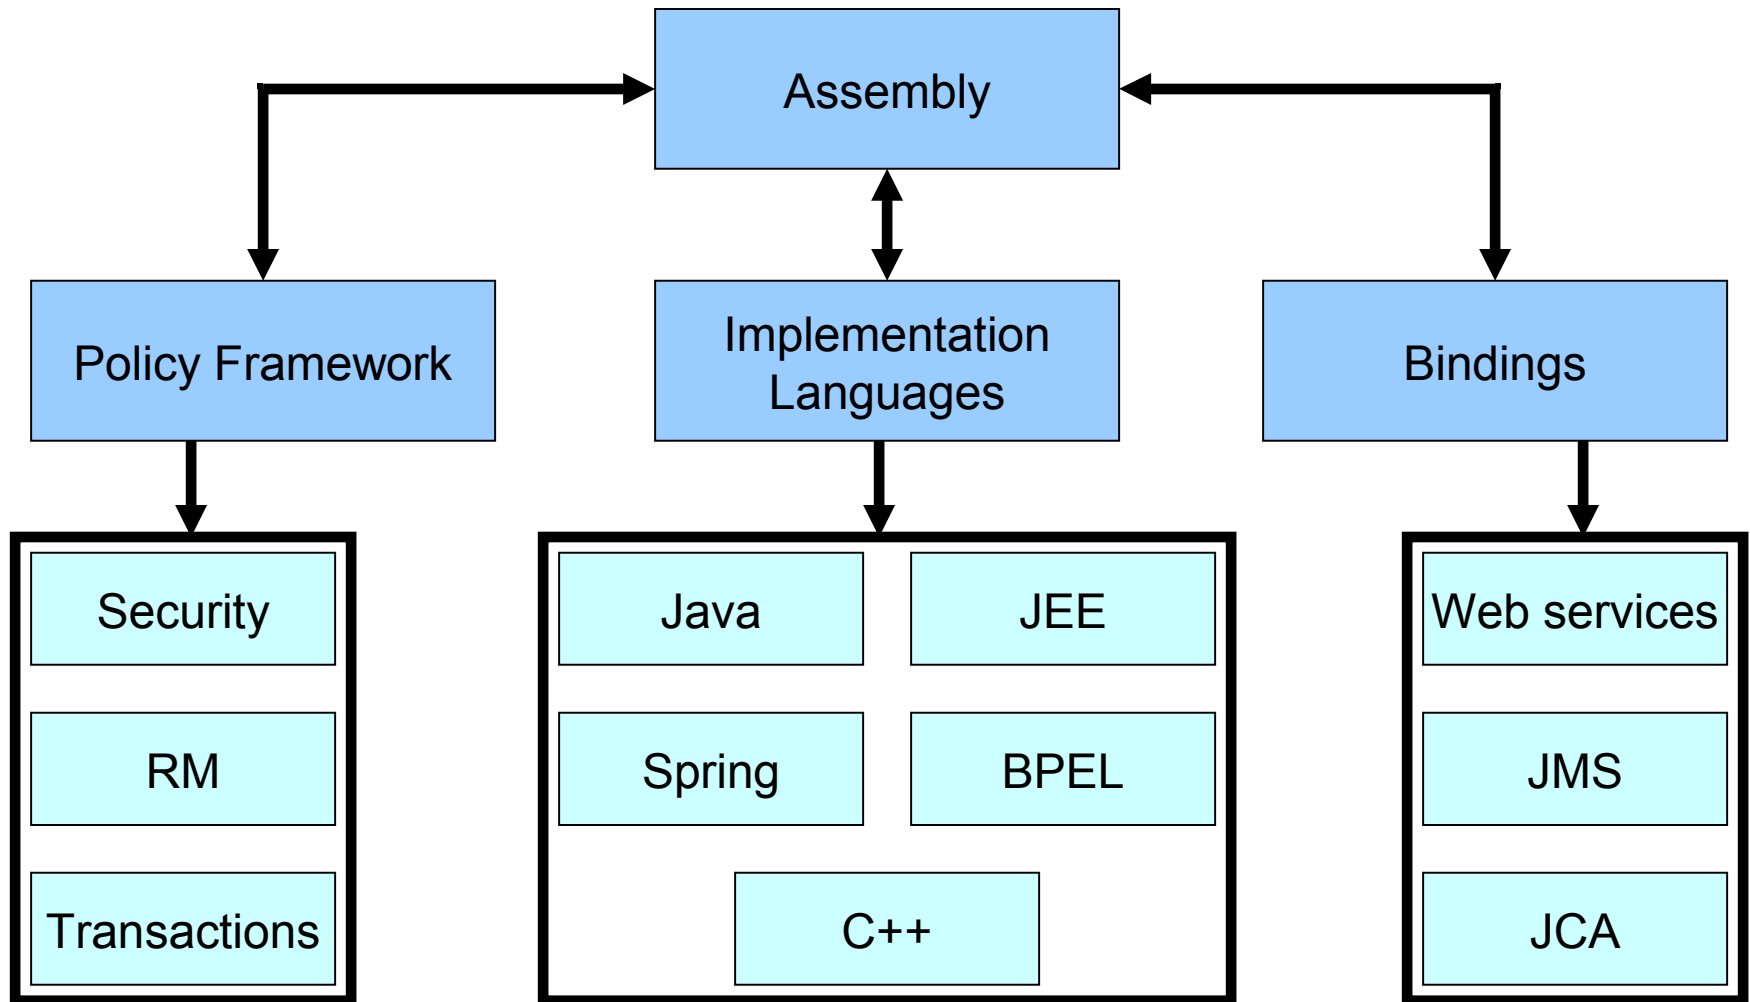 Assembly
Policy Framework
Implementation
Languages
Bindings
Security
RM
Transactions
Java
JEE
Spring
BPEL
C++
Web services
JMS
JCA